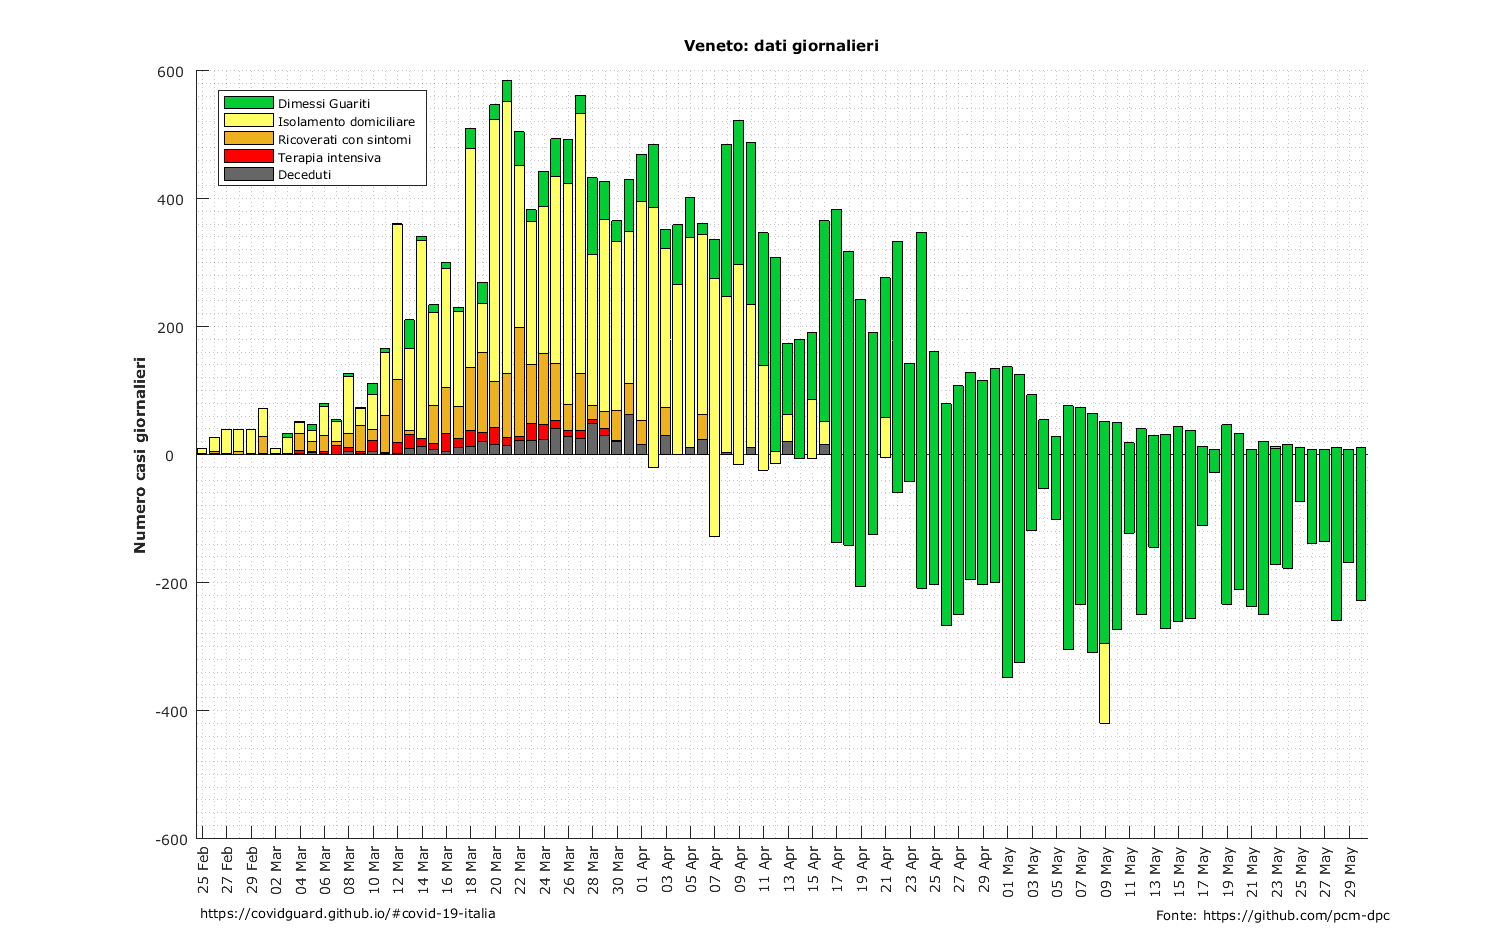 Veneto: dati giornalieri
600
400
200
0
-200
-400
-600
Numero casi giornalieri
Dimessi Guariti
Isolamento domiciliare
Ricoverati con sintomi
Terapia intensiva
Deceduti
25 Feb
27 Feb
29 Feb
02 Mar
04 Mar
06 Mar
08 Mar
10 Mar
12 Mar
14 Mar
16 Mar
18 Mar
20 Mar
22 Mar
24 Mar
26 Mar
28 Mar
30 Mar
01 Apr
03 Apr
05 Apr
07 Apr
09 Apr
11 Apr
13 Apr
15 Apr
17 Apr
19 Apr
21 Apr
23 Apr
25 Apr
27 Apr
29 Apr
01 May
03 May
05 May
07 May
09 May
11 May
13 May
15 May
17 May
19 May
21 May
23 May
25 May
27 May
29 May
https://covidguard.github.io/#covid-19-italia
Fonte: https://github.com/pcm-dpc